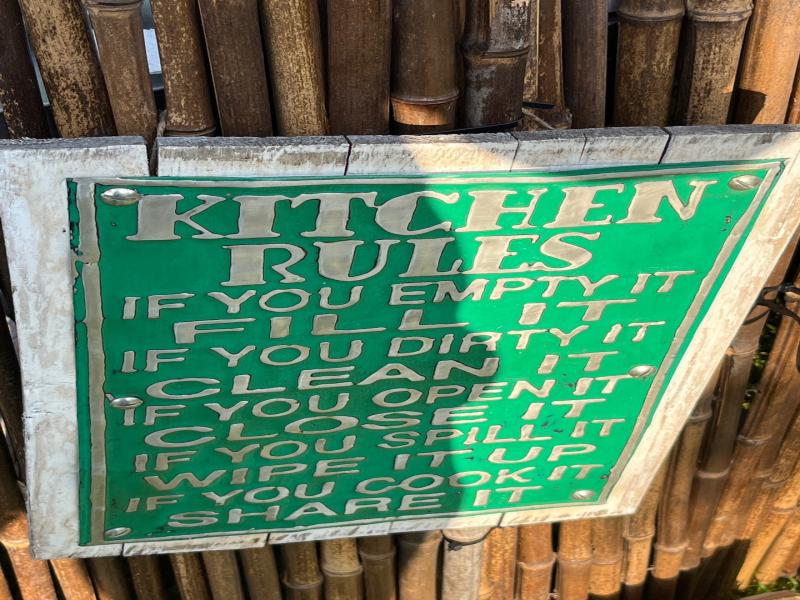 KITCHEN
RULES
IF YOU EMPTY IT
FILL IT
IF YOU DIRTY IT
CLEAN IT
IF YOU OPEN IT
CLOSE IT
IF YOU SPILL IT
WIPE IT UP
IF YOU COOK IT
SHARE IT